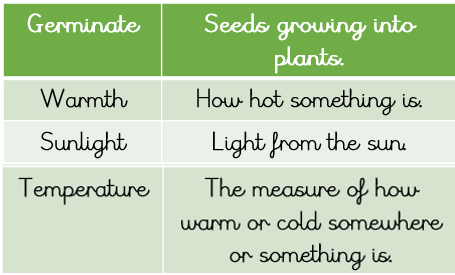 Germinate
Seeds growing into
plants.
Warmth
How hot something is.
Sunlight
Light from the sun.
Temperature
The measure of how
warm or cold somewhere
or something is.